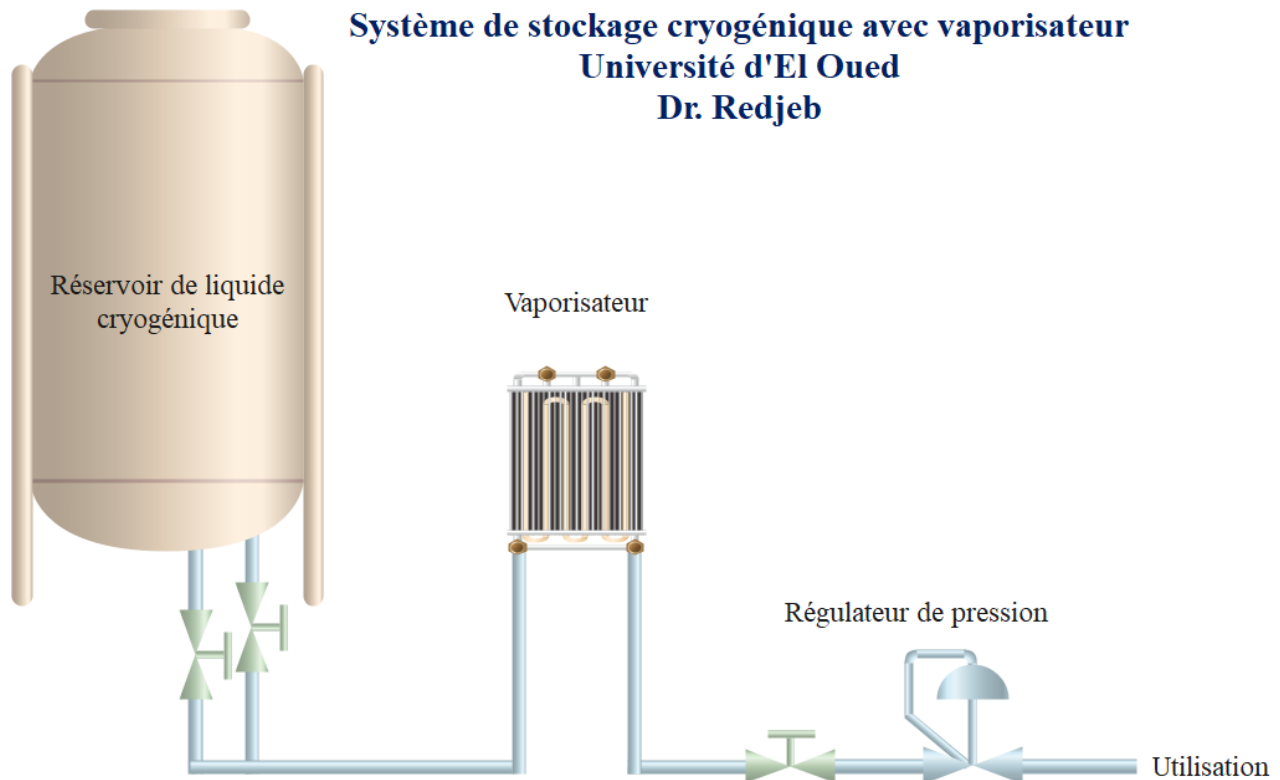 Système de stockage cryogénique avec vaporisateur
Université d'El Oued
Dr. Redjeb
Réservoir de liquide
cryogénique
Vaporisateur
Régulateur de pression
Utilisation